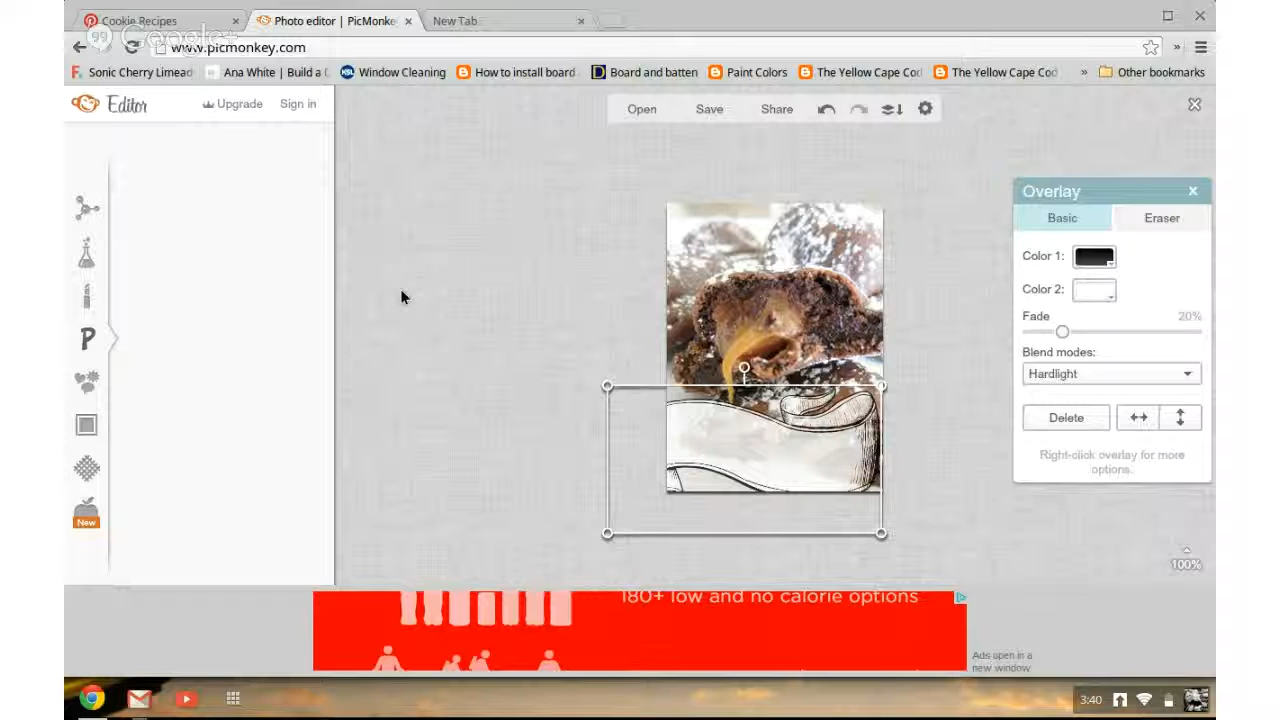 Cookie Recipes
Photo editor | PicMonke
New Tab
Google+
www.picmonkey.com
Sonic Cherry Limead
Ana White | Build a (
Window Cleaning
How to install board
Board and batten
Paint Colors
The Yellow Cape Cod
The Yellow Cape Cod
»
Other bookmarks
Editor
Upgrade
Sign in
Open
Save
Share
Overlay
Basic
Eraser
Color 1:
Color 2:
Fade
20%
Blend modes:
Hardlight
Delete
Right-click overlay for more
options.
New
100%
180+ low and no calorie options
Ads open in a
new window
3:40